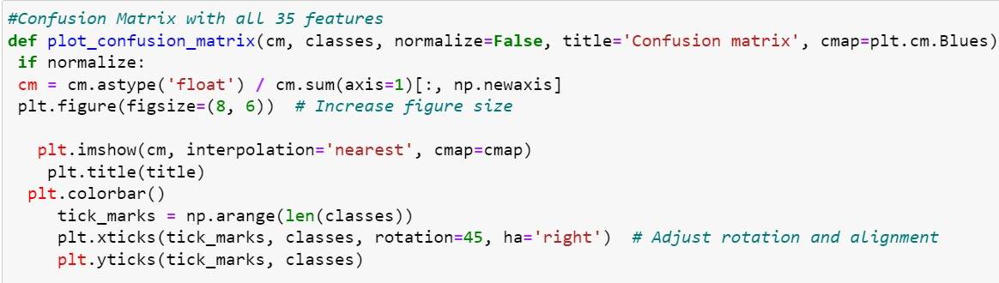 #Confusion Matrix with all 35 features
def plot_confusion_matrix(cm, classes, normalize=False, title='Confusion matrix', cmap=plt.cm.Blues)
 if normalize:
 cm = cm.astype('float') / cm.sum(axis=1)[:, np.newaxis]
 plt.figure(figsize=(8, 6))  # Increase figure size

   plt.imshow(cm, interpolation='nearest', cmap=cmap)
    plt.title(title)
  plt.colorbar()
     tick_marks = np.arange(len(classes))
     plt.xticks(tick_marks, classes, rotation=45, ha='right')  # Adjust rotation and alignment
     plt.yticks(tick_marks, classes)